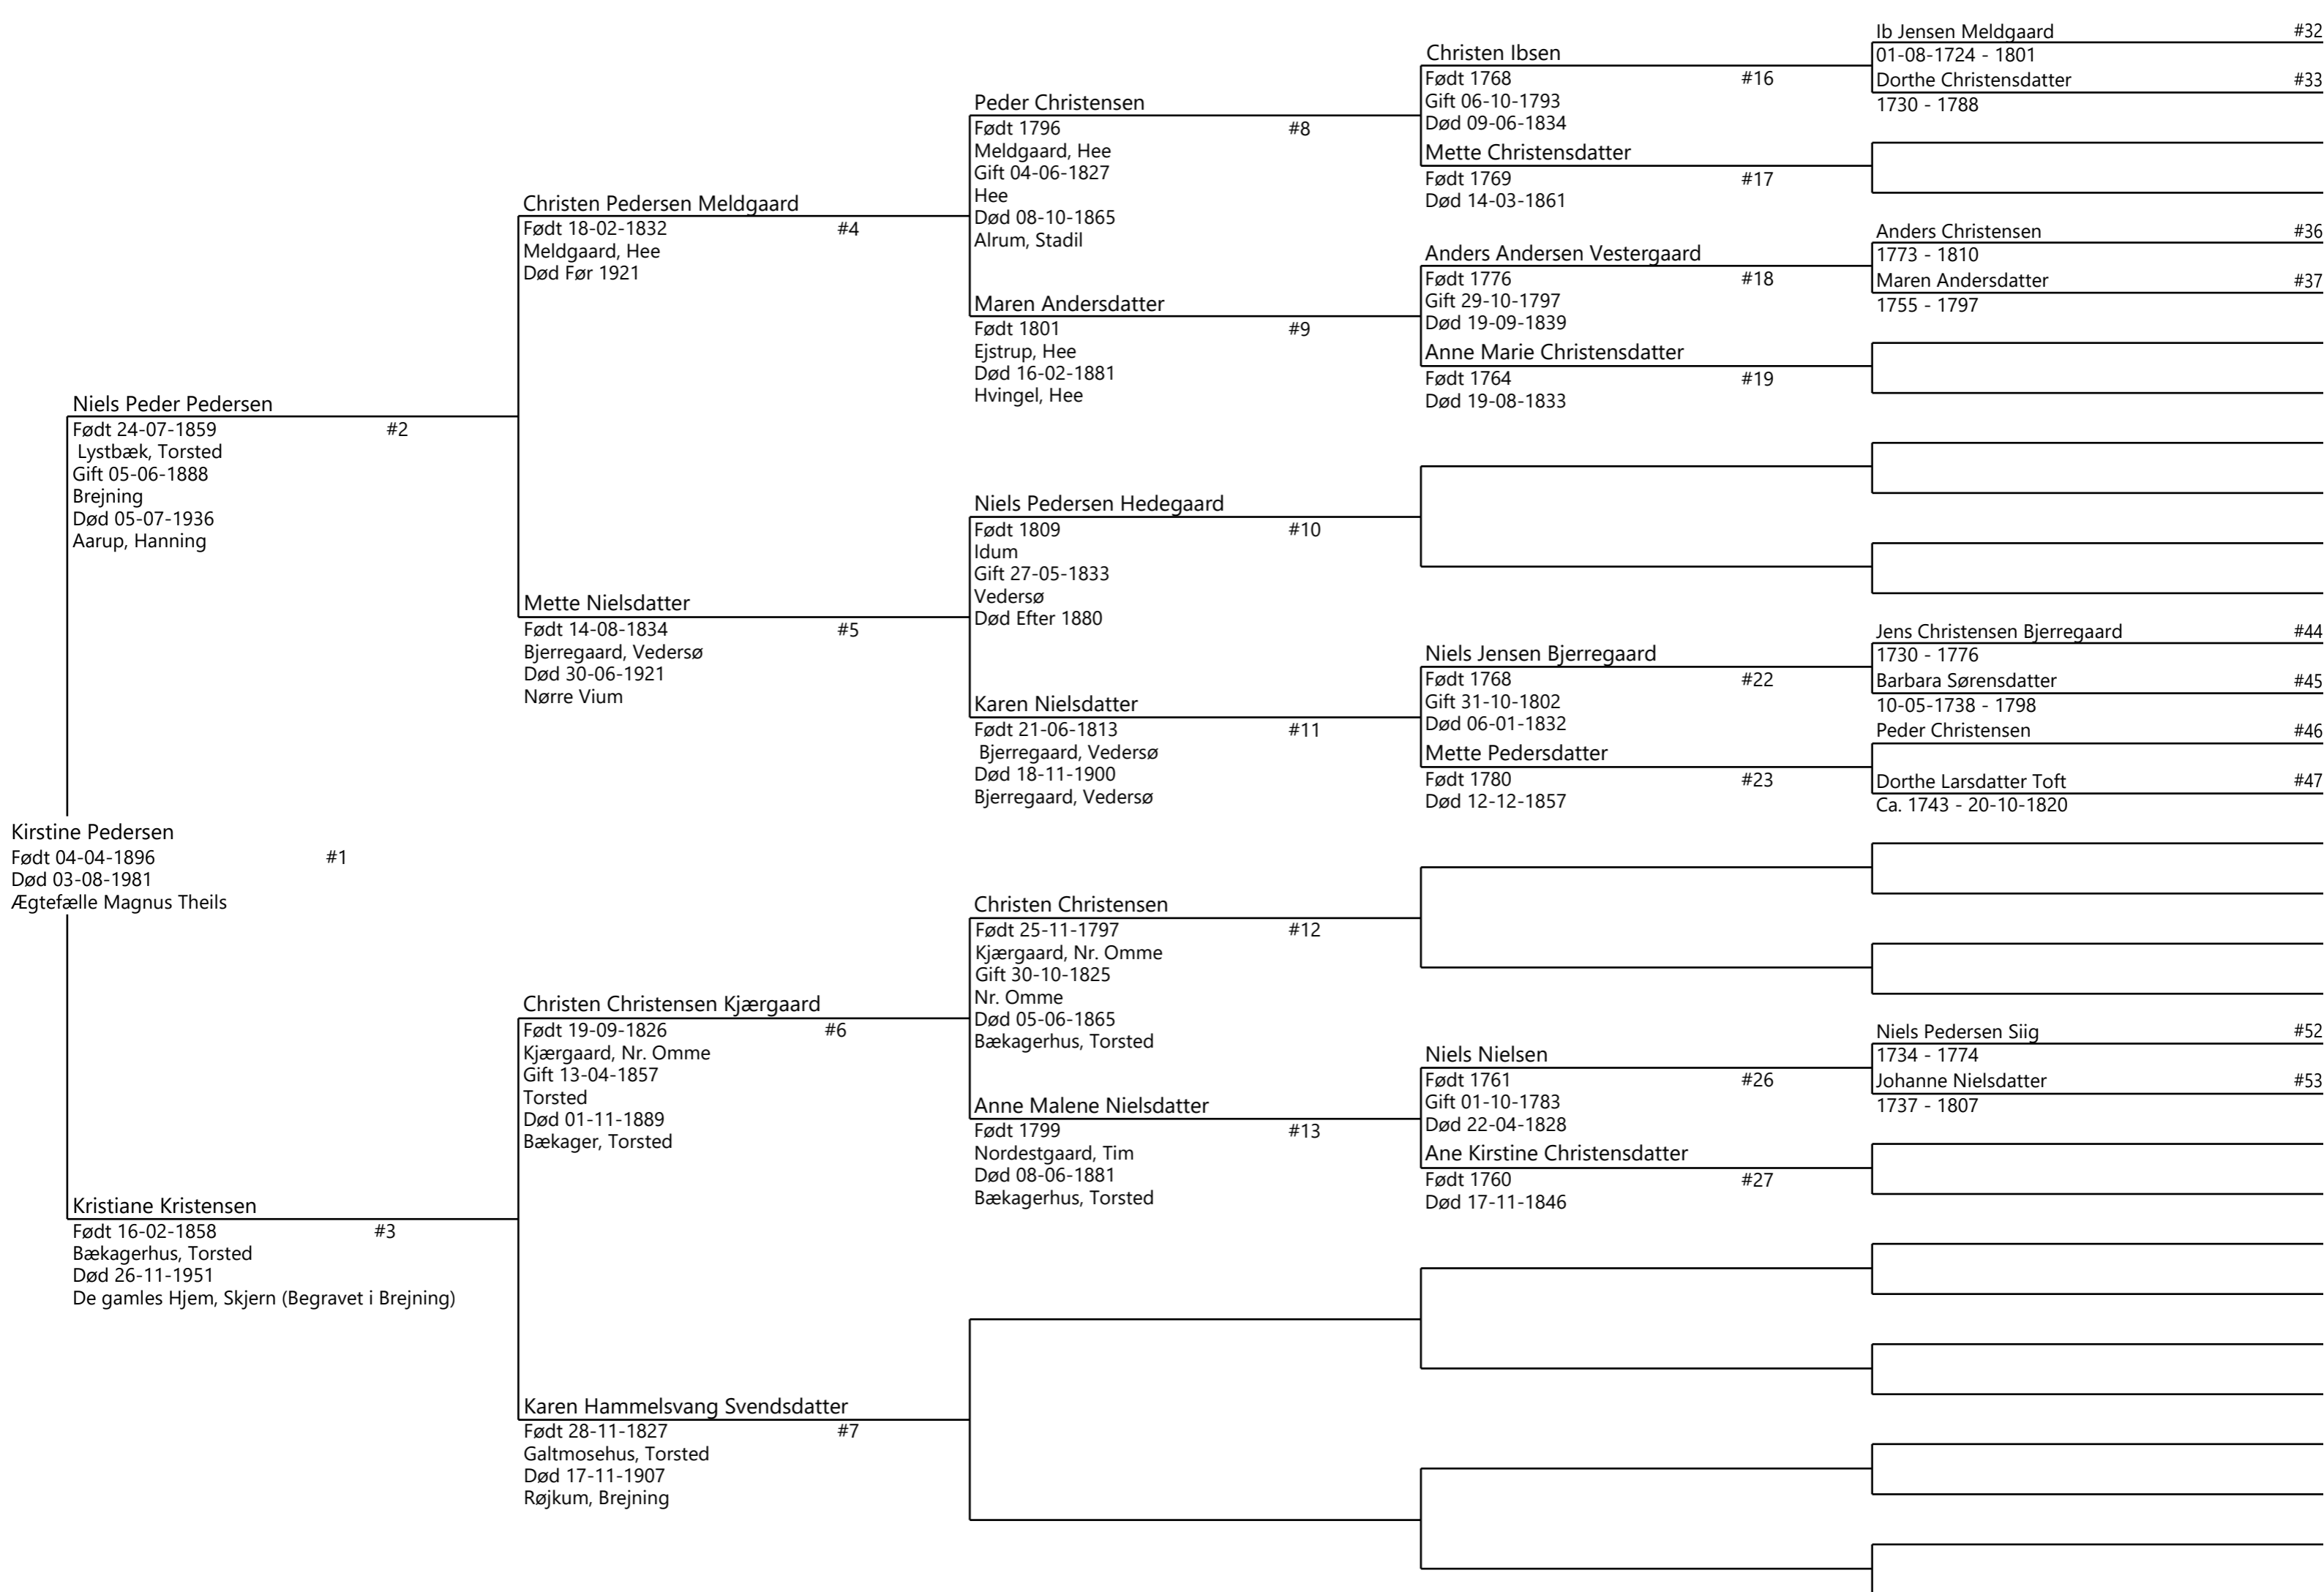 Kirstine Pedersen
Født 04-04-1896 #1
Død 03-08-1981
Ægtefælle Magnus Theils
Niels Peder Pedersen
Født 24-07-1859 #2
Lystbæk, Torsted
Gift 05-06-1888
Brejning
Død 05-07-1936
Aarup, Hanning
Kristiane Kristensen
Født 16-02-1858 #3
Bækagerhus, Torsted
Død 26-11-1951
De gamles Hjem, Skjern (Begravet i Brejning)
Christen Pedersen Meldgaard
Født 18-02-1832 #4
Meldgaard, Hee
Død Før 1921
Mette Nielsdatter
Født 14-08-1834 #5
Bjerregaard, Vedersø
Død 30-06-1921
Nørre Vium
Christen Christensen Kjærgaard
Født 19-09-1826 #6
Kjærgaard, Nr. Omme
Gift 13-04-1857
Torsted
Død 01-11-1889
Bækager, Torsted
Karen Hammelsvang Svendsdatter
Født 28-11-1827 #7
Galtmosehus, Torsted
Død 17-11-1907
Røjkum, Brejning
Peder Christensen
Født 1796 #8
Meldgaard, Hee
Gift 04-06-1827
Hee
Død 08-10-1865
Alrum, Stadil
Maren Andersdatter
Født 1801 #9
Ejstrup, Hee
Død 16-02-1881
Hvingel, Hee
Niels Pedersen Hedegaard
Født 1809 #10
Idum
Gift 27-05-1833
Vedersø
Død Efter 1880
Karen Nielsdatter
Født 21-06-1813 #11
Bjerregaard, Vedersø
Død 18-11-1900
Bjerregaard, Vedersø
Christen Christensen
Født 25-11-1797 #12
Kjærgaard, Nr. Omme
Gift 30-10-1825
Nr. Omme
Død 05-06-1865
Bækagerhus, Torsted
Anne Malene Nielsdatter
Født 1799 #13
Nordestgaard, Tim
Død 08-06-1881
Bækagerhus, Torsted
Christen Ibsen
Født 1768 #16
Gift 06-10-1793
Død 09-06-1834
Mette Christensdatter
Født 1769 #17
Død 14-03-1861
Anders Andersen Vestergaard
Født 1776 #18
Gift 29-10-1797
Død 19-09-1839
Anne Marie Christensdatter
Født 1764 #19
Død 19-08-1833
Niels Jensen Bjerregaard
Født 1768 #22
Gift 31-10-1802
Død 06-01-1832
Mette Pedersdatter
Født 1780 #23
Død 12-12-1857
Niels Nielsen
Født 1761 #26
Gift 01-10-1783
Død 22-04-1828
Ane Kirstine Christensdatter
Født 1760 #27
Død 17-11-1846
Ib Jensen Meldgaard #32
01-08-1724 - 1801
Dorthe Christensdatter #33
1730 - 1788
Anders Christensen #36
1773 - 1810
Maren Andersdatter #37
1755 - 1797
Jens Christensen Bjerregaard #44
1730 - 1776
Barbara Sørensdatter #45
10-05-1738 - 1798
Peder Christensen #46
Dorthe Larsdatter Toft #47
Ca. 1743 - 20-10-1820
Niels Pedersen Siig #52
1734 - 1774
Johanne Nielsdatter #53
1737 - 1807